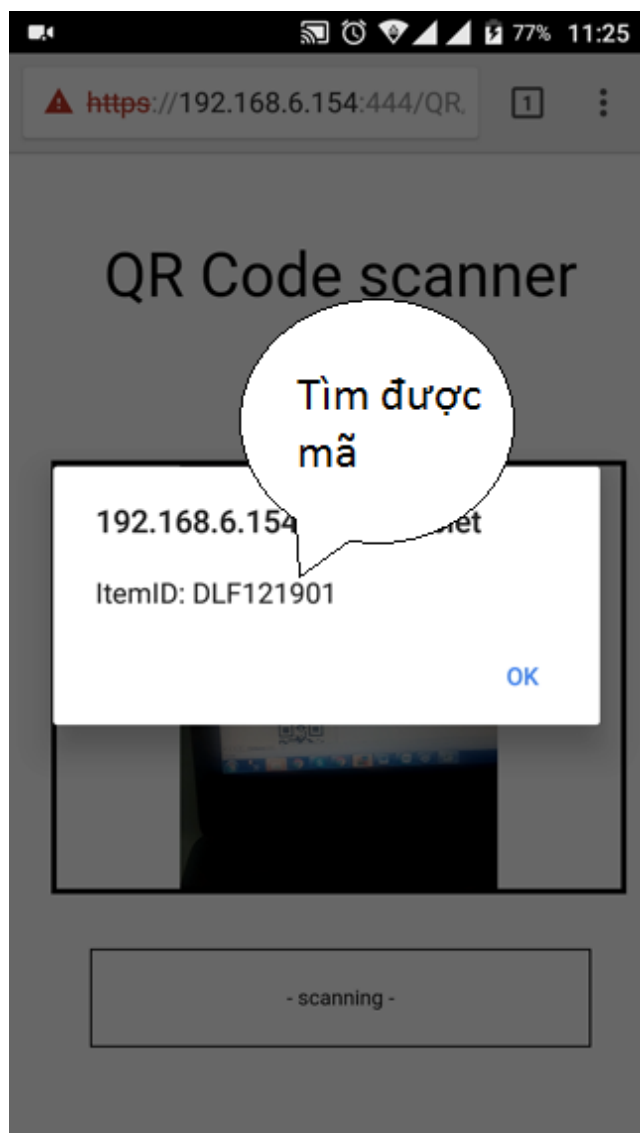 77% 11:25
https://192.168.6.154:444/QR
1
QR Code scanner
Tìm được
mã
192.168.6.154
ItemID: DLF121901
OK
- scanning -